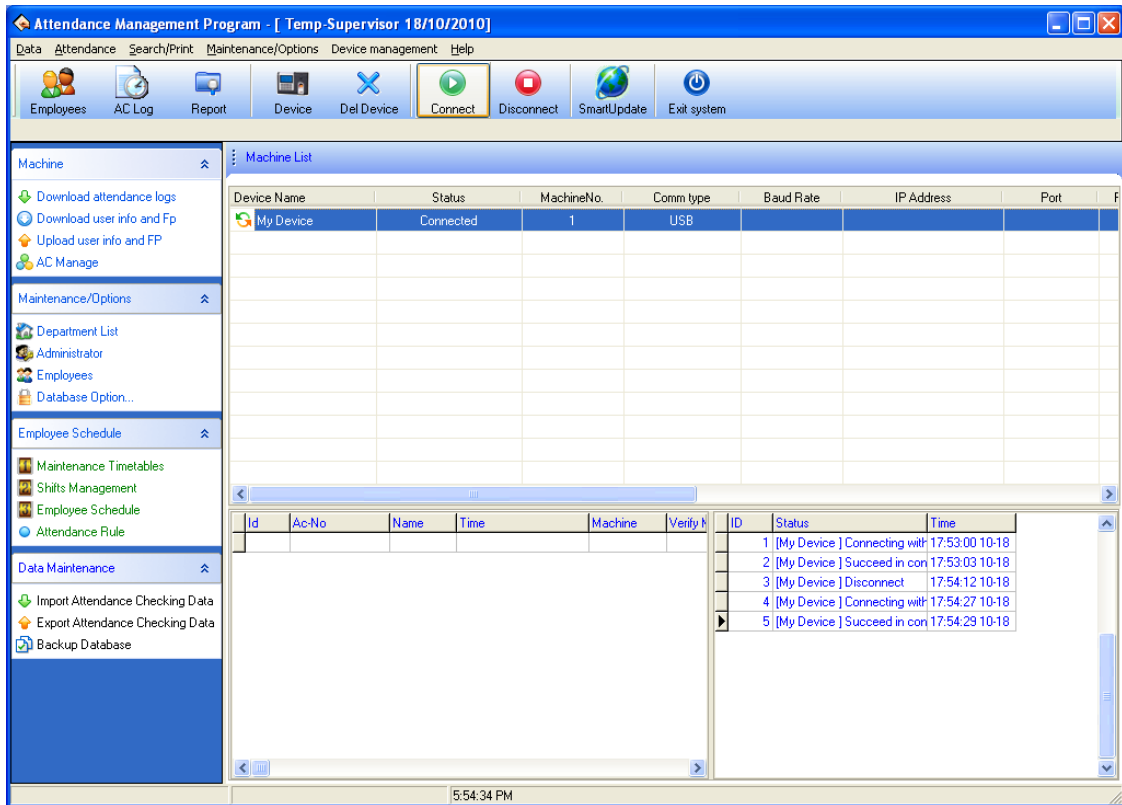 Attendance Management Program - [ Temp-Supervisor 18/10/2010]
Data Attendance Search/Print Maintenance/Options Device management Help
Employees AC Log Report Device Del Device Connect Disconnect SmartUpdate Exit system
Machine
Download attendance logs
Download user info and Fp
Upload user info and FP
AC Manage
Maintenance/Options
Department List
Administrator
Employees
Database Option...
Employee Schedule
Maintenance Timetables
Shifts Management
Employee Schedule
Attendance Rule
Data Maintenance
Import Attendance Checking Data
Export Attendance Checking Data
Backup Database
Machine List
Device Name Status MachineNo. Comm type Baud Rate IP Address Port
My Device Connected 1 USB
Id Ac-No Name Time Machine Verify
ID Status Time
1 [My Device ] Connecting with 17:53:00 10-18
2 [My Device ] Succeed in con 17:53:03 10-18
3 [My Device ] Disconnect 17:54:12 10-18
4 [My Device ] Connecting with 17:54:27 10-18
5 [My Device ] Succeed in con 17:54:29 10-18
5:54:34 PM